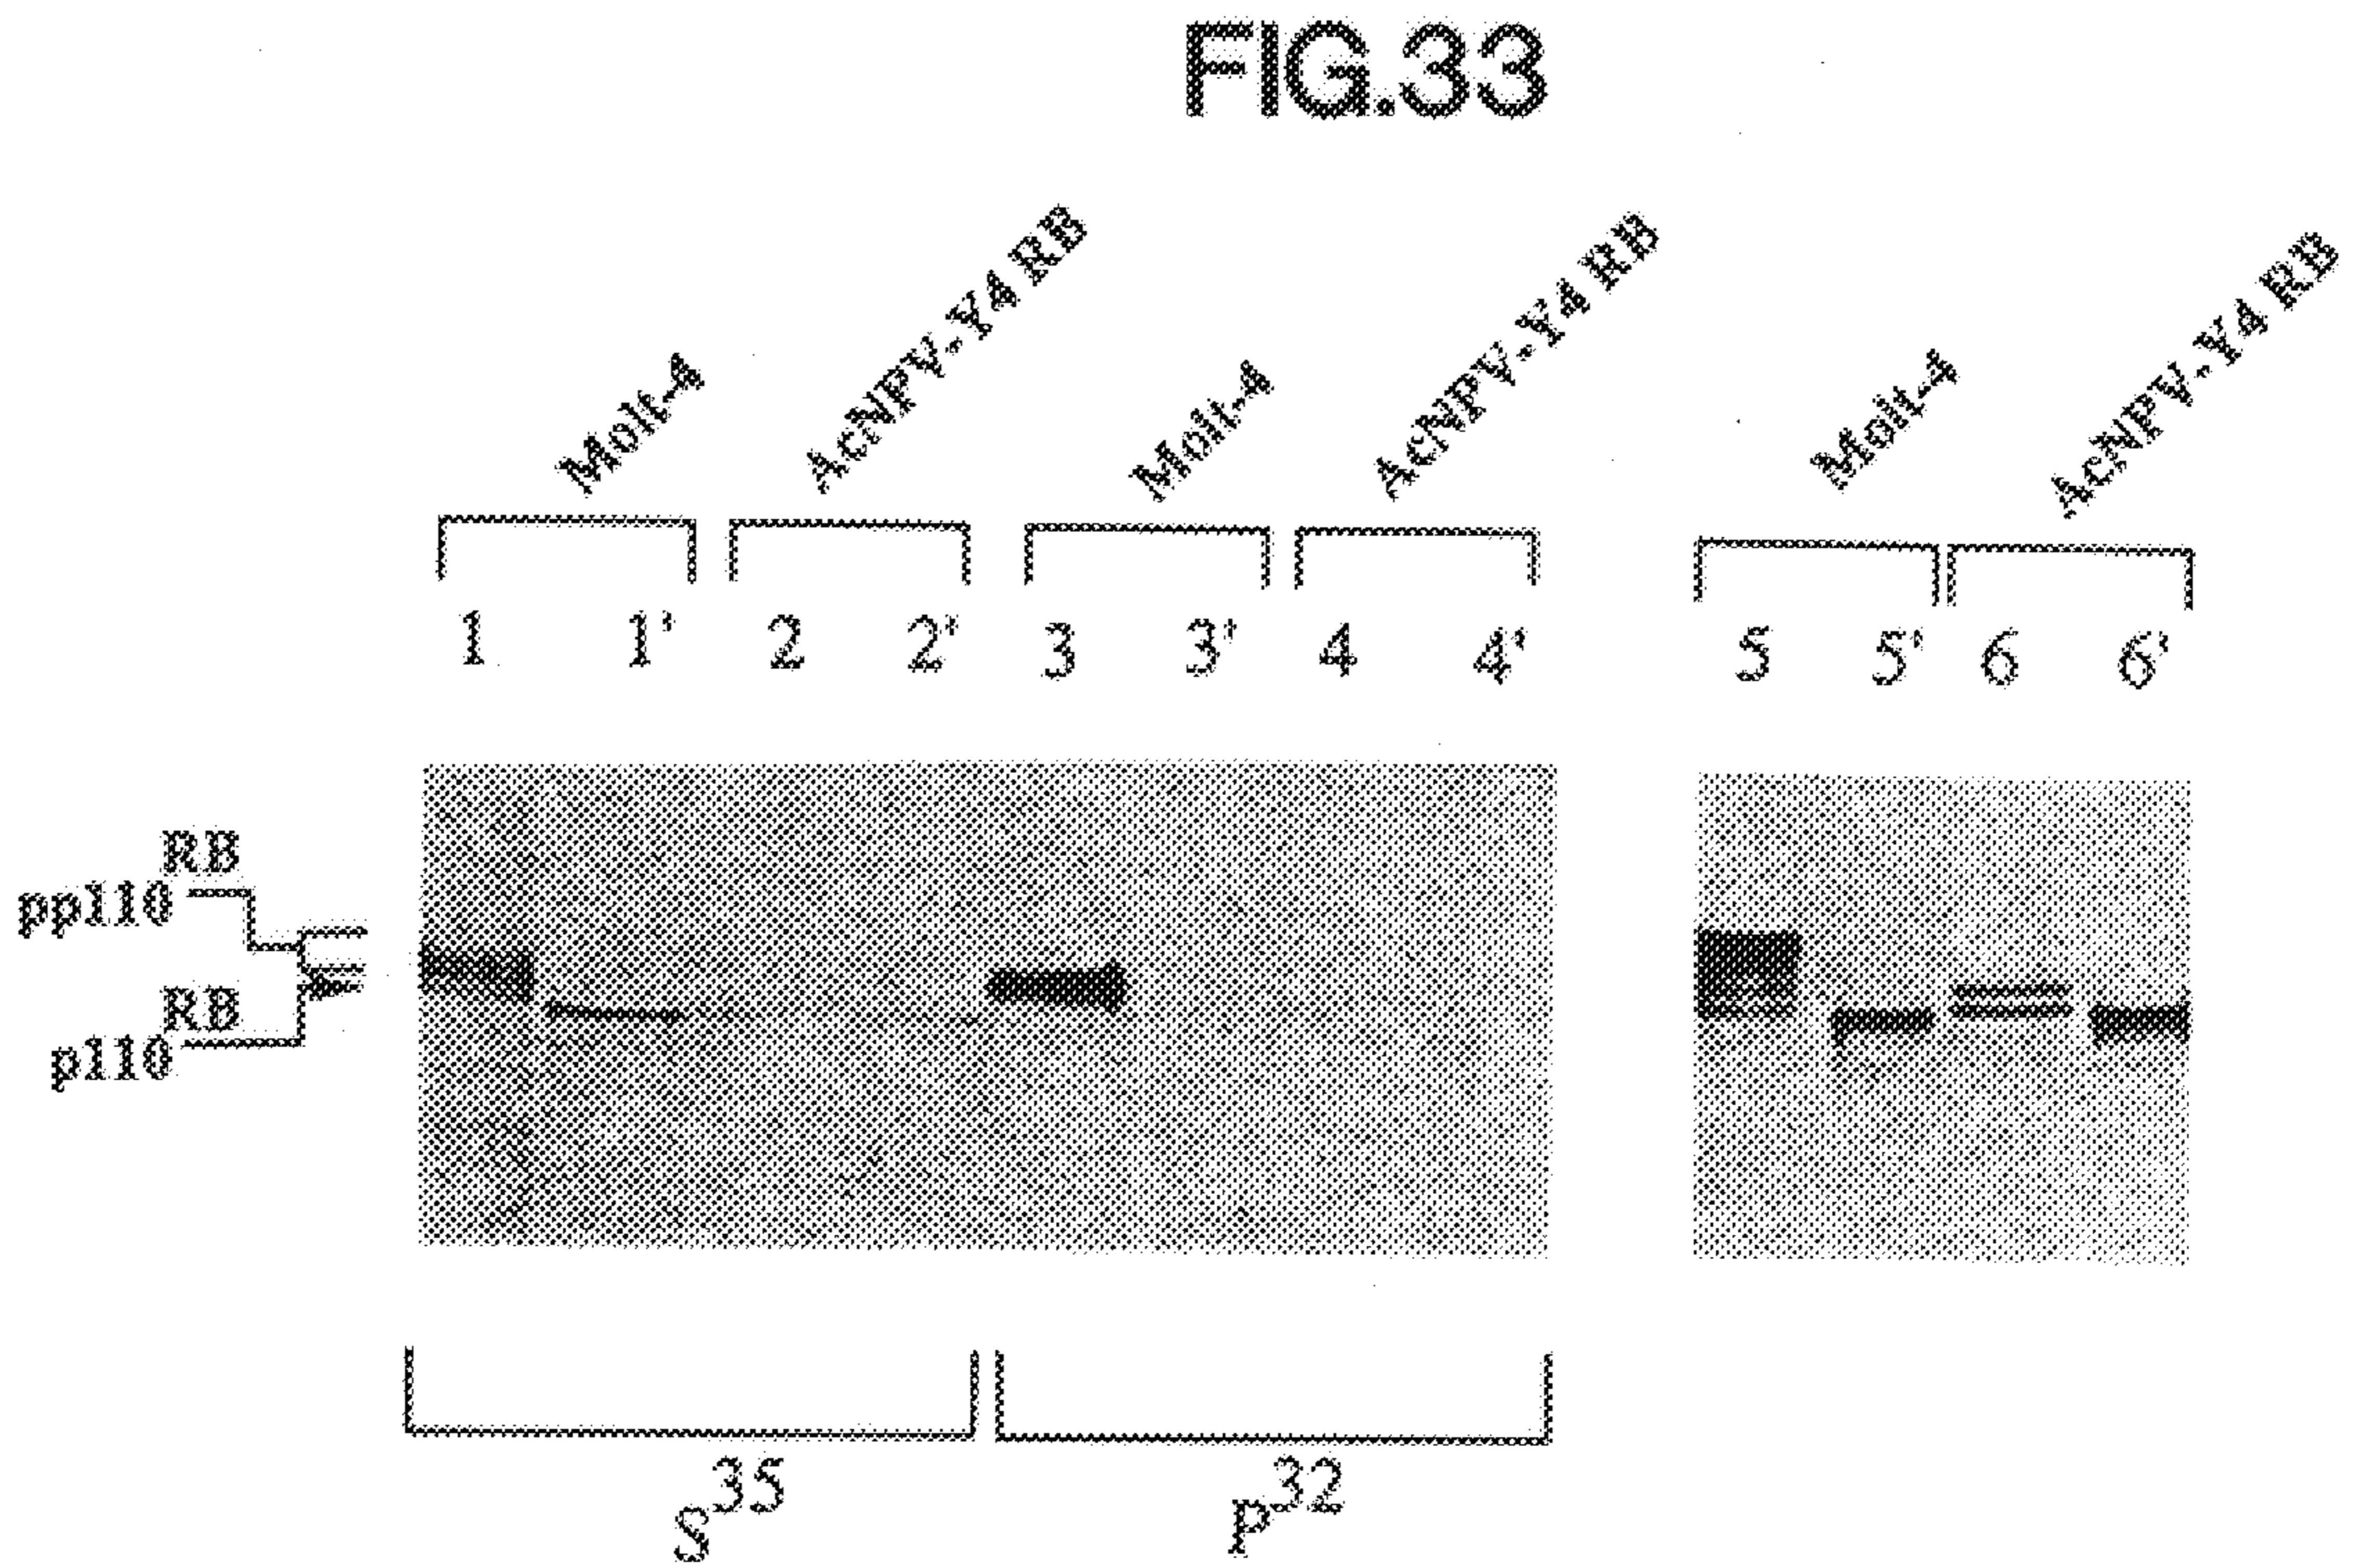 FIG.33
Molt-4
AcNPV-Y4 RB
Molt-4
AcNPV-Y4 RB
Molt-4
AcNPV-Y4 RB
1 1' 2 2' 3 3' 4 4' 5 5' 6 6'
pp110 RB
p110 RB
S35 P32